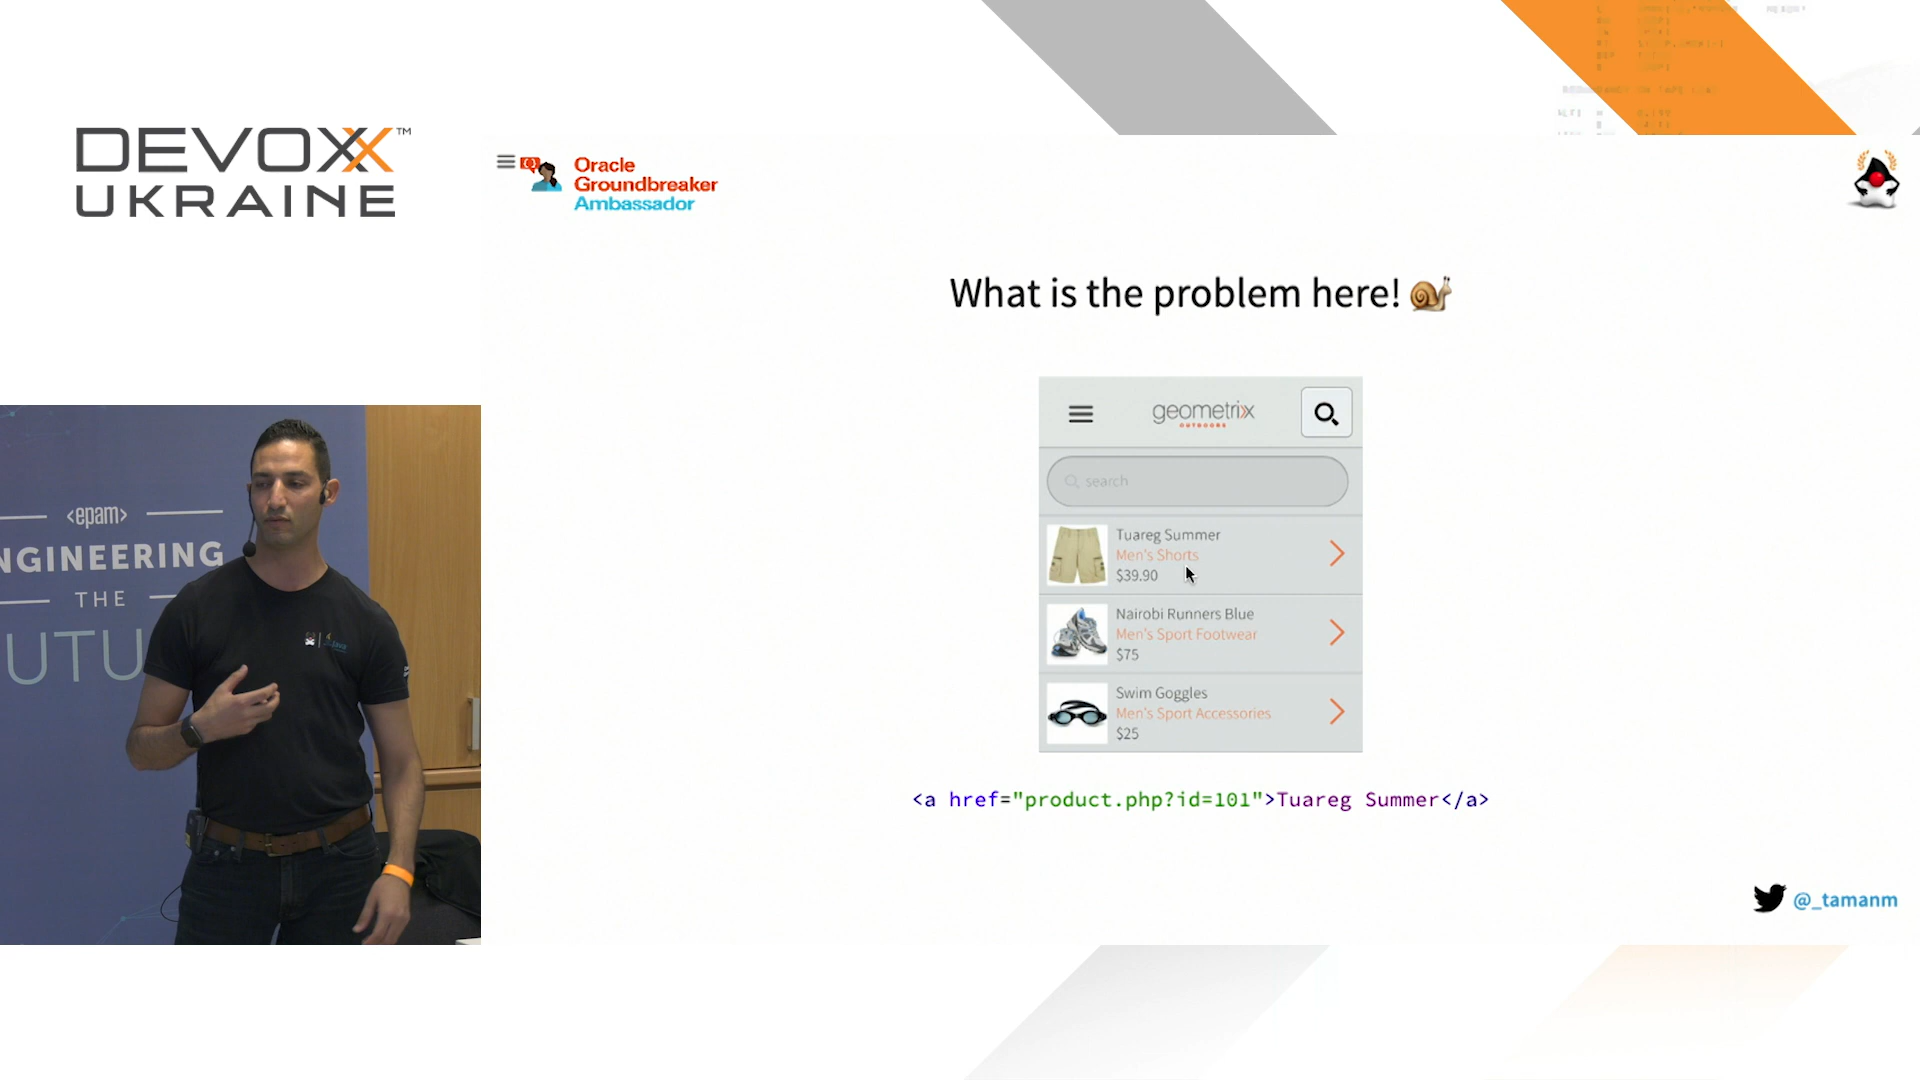 DEVOXX™
UKRAINE
Oracle
Groundbreaker
Ambassador
What is the problem here!
geometrixx
OUTDOORS
search
Tuareg Summer
Men's Shorts
$39.90
Nairobi Runners Blue
Men's Sport Footwear
$75
Swim Goggles
Men's Sport Accessories
$25
<a href="product.php?id=101">Tuareg Summer</a>
@_tamanm
<epam>
NGINEERING
THE
UTU